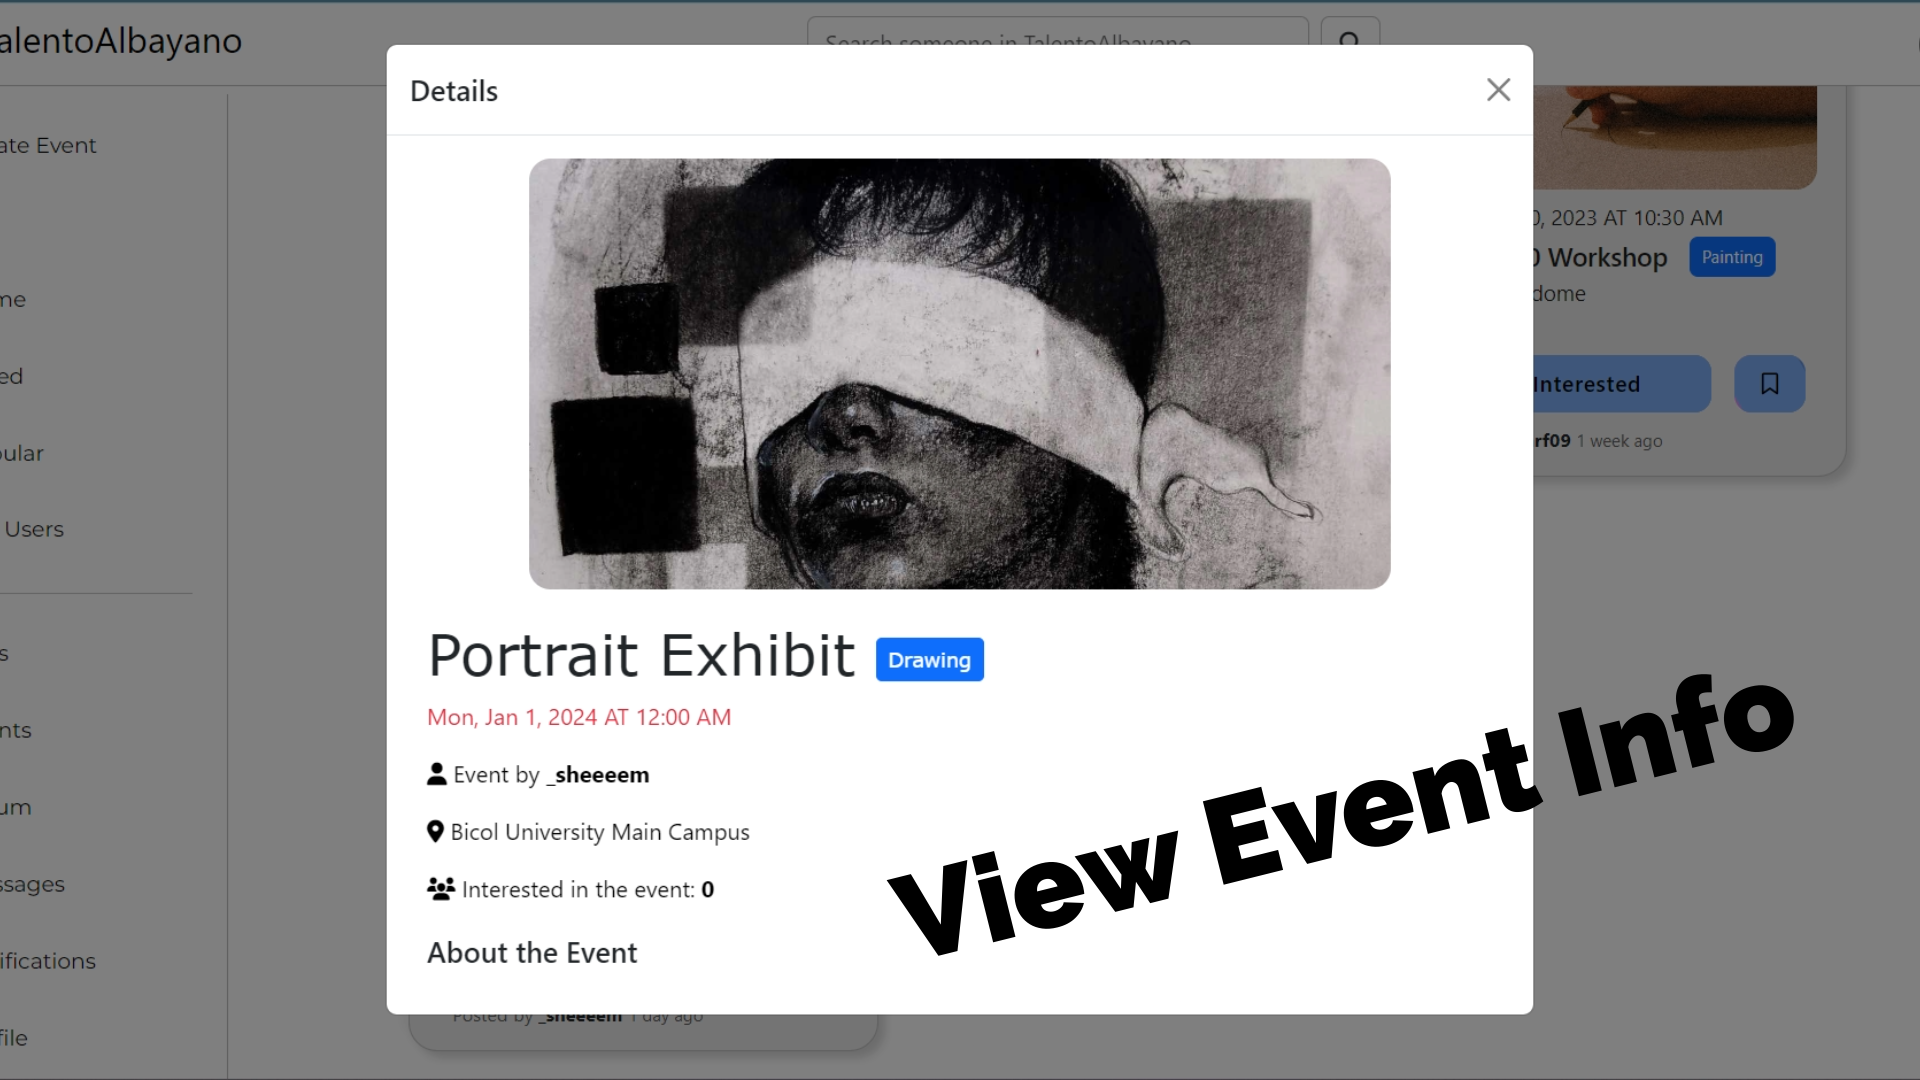 alentoAlbayano
Search someone in TalentoAlbayano
Details
ate Event
me
ed
pular
Users
s
nts
um
ssages
ifications
file
0, 2023 AT 10:30 AM
Workshop Painting
dome
Interested
rf09 1 week ago
Portrait Exhibit Drawing
Mon, Jan 1, 2024 AT 12:00 AM
Event by _sheeeem
Bicol University Main Campus
Interested in the event: 0
About the Event
View Event Info
Posted by _sheeeem 1 day ago